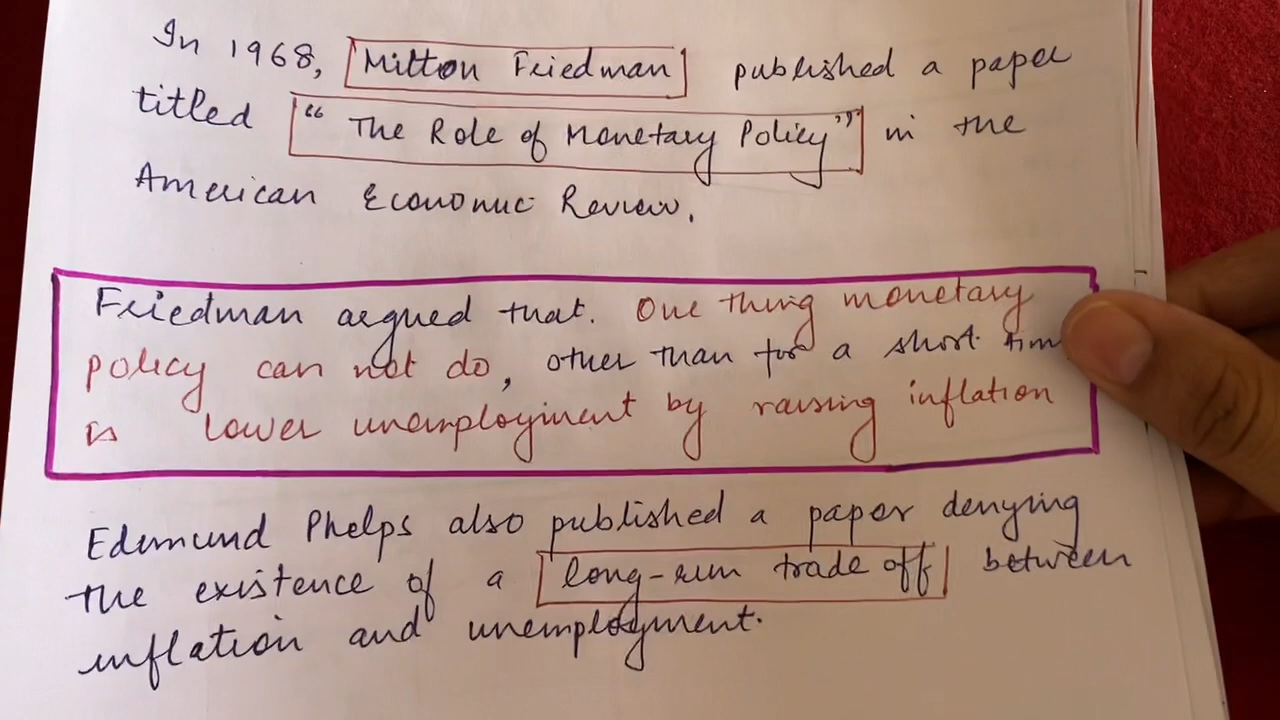 In 1968, Milton Friedman published a paper
titled “The Role of Monetary Policy” in the
American Economic Review.
Friedman argued that. One thing monetary
policy can not do, other than for a short tim
is lower unemployment by raising inflation
Edmund Phelps also published a paper denying
the existence of a long-run trade off between
inflation and unemployment.